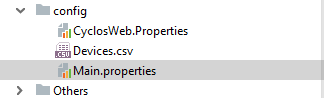 config
CyclosWeb.Properties
Devices.csv
Main.properties
Others